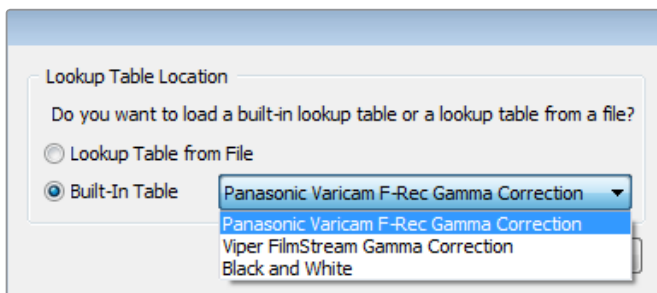 Lookup Table Location
Do you want to load a built-in lookup table or a lookup table from a file?
Lookup Table from File
Built-In Table Panasonic Varicam F-Rec Gamma Correction
Panasonic Varicam F-Rec Gamma Correction
Viper FilmStream Gamma Correction
Black and White